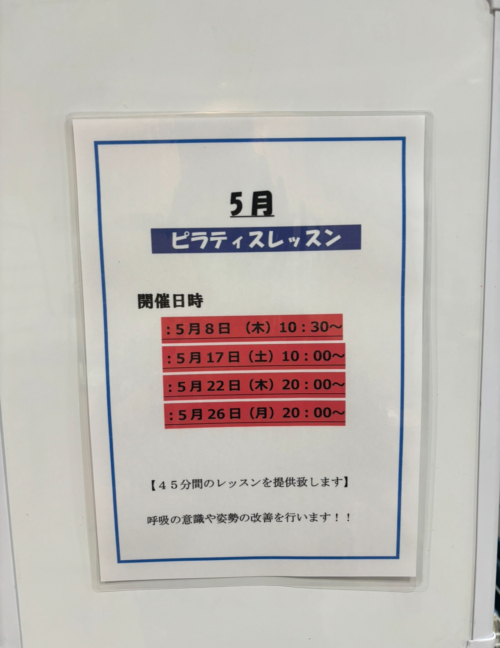 5月
ピラティスレッスン
開催日時
：５月８日（木）10：30～
：５月17日（土）10：00～
：５月22日（木）20：00～
：５月26日（月）20：00～
【４５分間のレッスンを提供致します】
呼吸の意識や姿勢の改善を行います！！